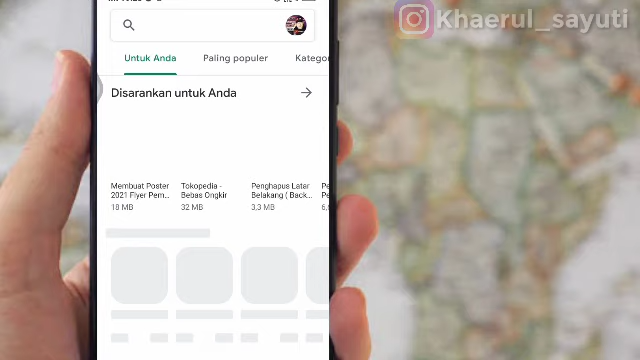 Khaerul_sayuti
Untuk Anda
Paling populer
Kategor
Disarankan untuk Anda
Membuat Poster
2021 Flyer Pem...
18 MB
Tokopedia -
Bebas Ongkir
32 MB
Penghapus Latar
Belakang ( Back...
3,3 MB